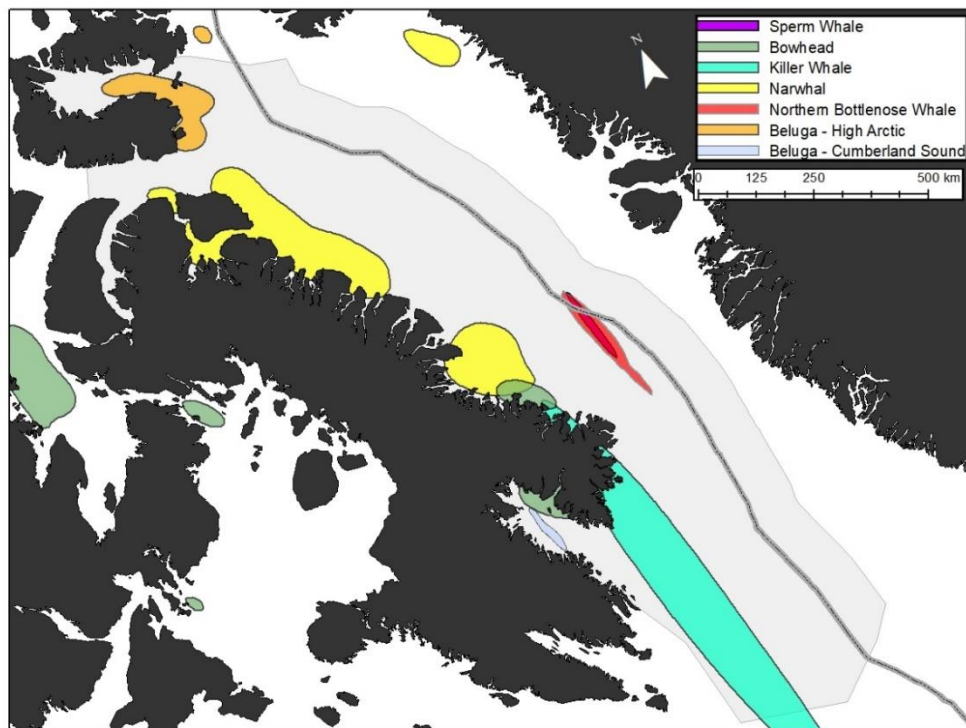 N
Sperm Whale
Bowhead
Killer Whale
Narwhal
Northern Bottlenose Whale
Beluga - High Arctic
Beluga - Cumberland Sound
0 125 250 500 km